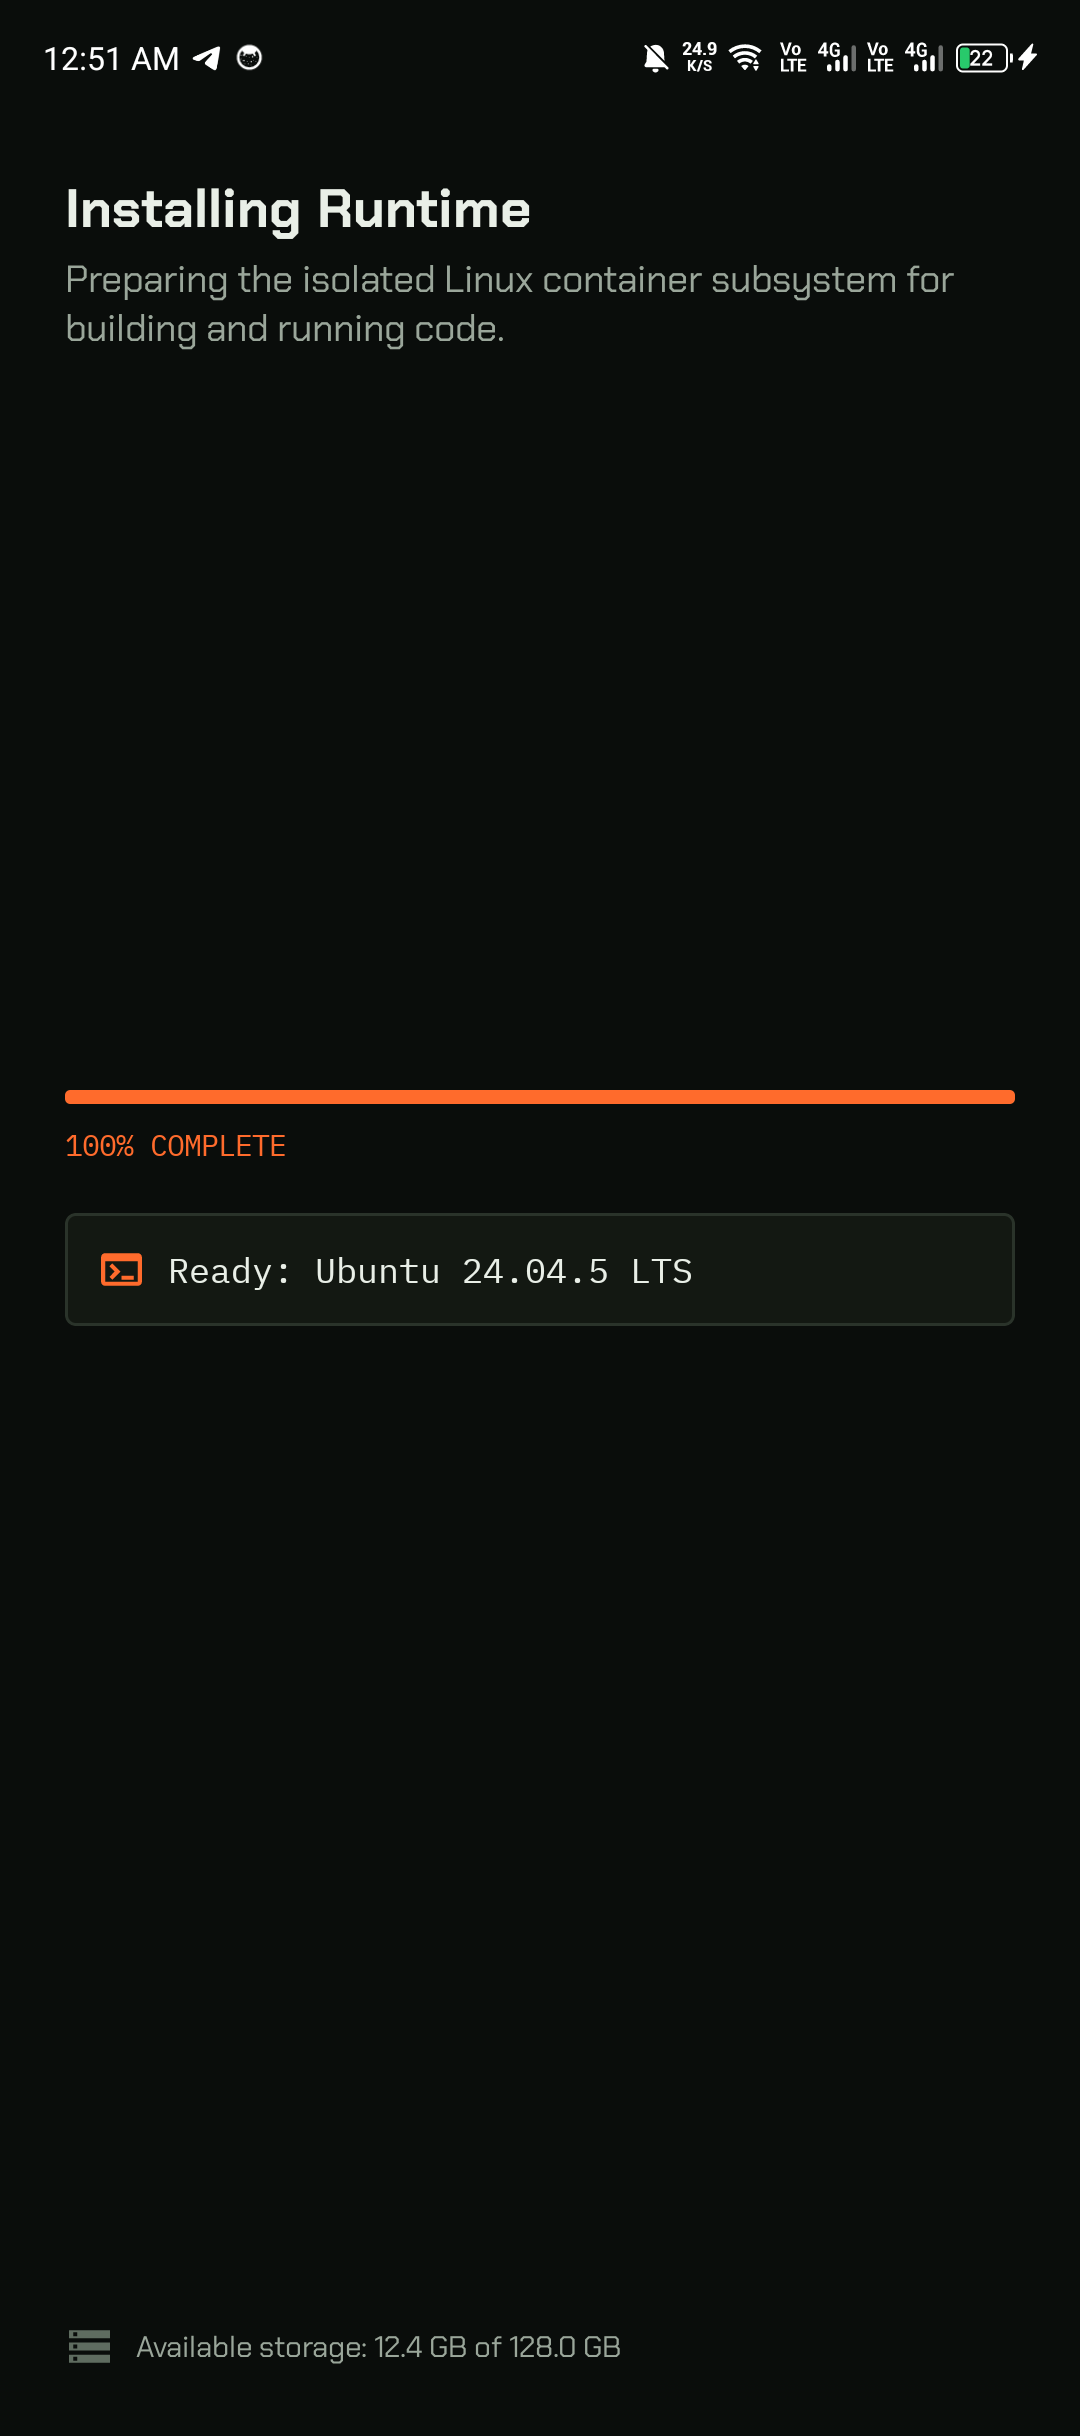 12:51 AM
24.9 K/S
Vo LTE 4G
Vo LTE 4G
22
Installing Runtime
Preparing the isolated Linux container subsystem for
building and running code.
100% COMPLETE
Ready: Ubuntu 24.04.5 LTS
Available storage: 12.4 GB of 128.0 GB